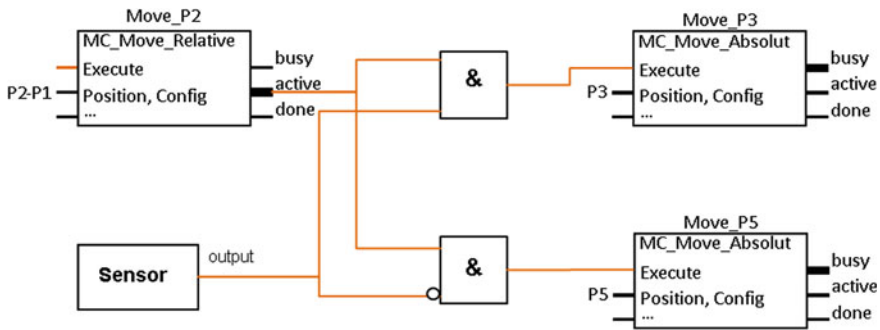 Move_P2
MC_Move_Relative
busy
Execute
active
P2-P1
Position, Config
done
...
&
Move_P3
MC_Move_Absolut
busy
Execute
active
P3
Position, Config
done
...
Sensor
output
&
Move_P5
MC_Move_Absolut
busy
Execute
active
P5
Position, Config
done
...